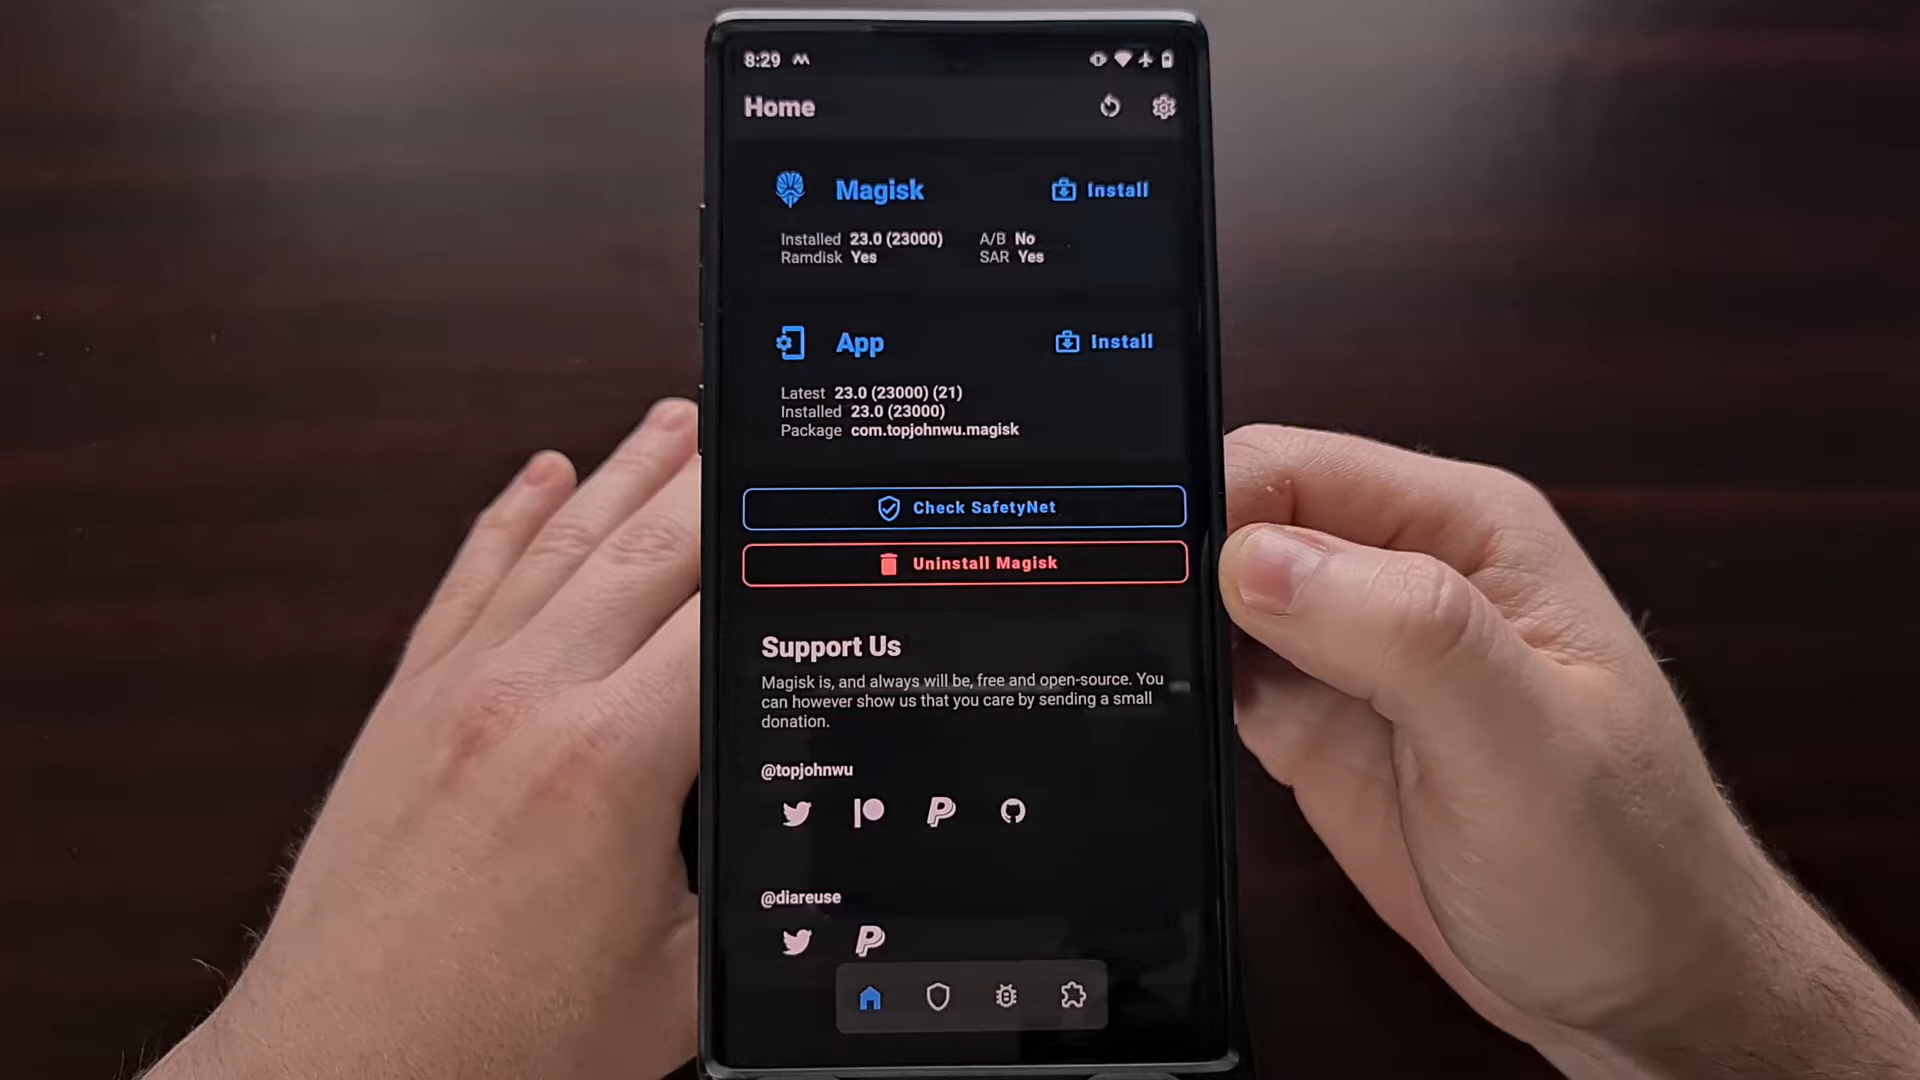 8:29
Home
Magisk
Install
Installed 23.0 (23000)
A/B No
Ramdisk Yes
SAR Yes
App
Install
Latest 23.0 (23000) (21)
Installed 23.0 (23000)
Package com.topjohnwu.magisk
Check SafetyNet
Uninstall Magisk
Support Us
Magisk is, and always will be, free and open-source. You
can however show us that you care by sending a small
donation.
@topjohnwu
@diareuse